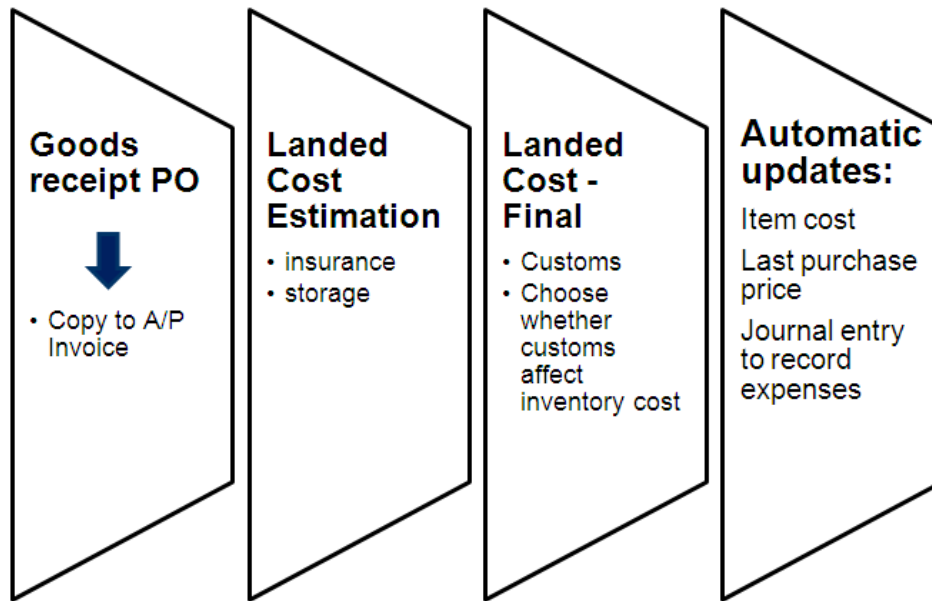 Goods
receipt PO
• Copy to A/P
Invoice
Landed
Cost
Estimation
• insurance
• storage
Landed
Cost -
Final
• Customs
• Choose
whether
customs
affect
inventory cost
Automatic
updates:
Item cost
Last purchase
price
Journal entry
to record
expenses